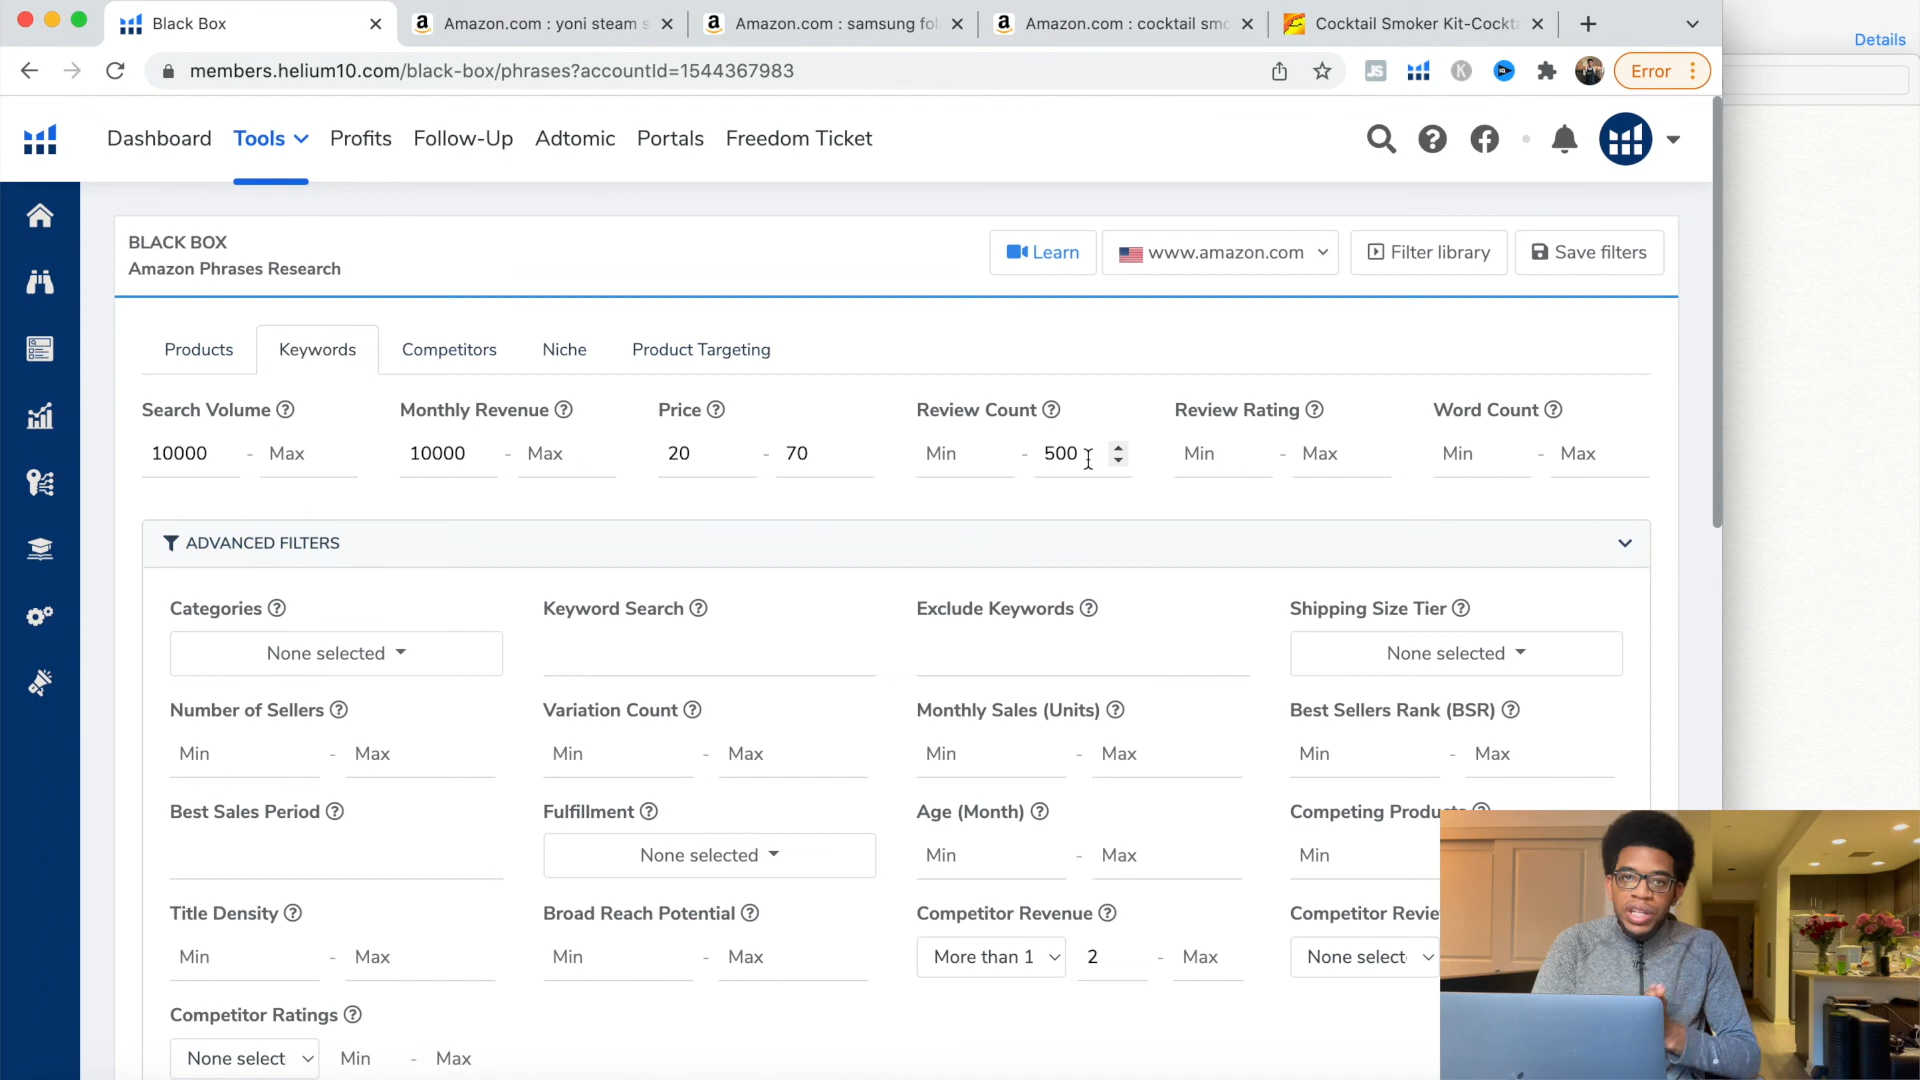 Black Box
Amazon.com : yoni steam s
Amazon.com : samsung fol
Amazon.com : cocktail smo
Cocktail Smoker Kit-Cockta
Details
members.helium10.com/black-box/phrases?accountId=1544367983
JS
K
Error
Dashboard
Tools
Profits
Follow-Up
Adtomic
Portals
Freedom Ticket
BLACK BOX
Amazon Phrases Research
Learn
www.amazon.com
Filter library
Save filters
Products
Keywords
Competitors
Niche
Product Targeting
Search Volume
Monthly Revenue
Price
Review Count
Review Rating
Word Count
10000 - Max
10000 - Max
20 - 70
Min - 500
Min - Max
Min - Max
ADVANCED FILTERS
Categories
Keyword Search
Exclude Keywords
Shipping Size Tier
None selected
None selected
Number of Sellers
Variation Count
Monthly Sales (Units)
Best Sellers Rank (BSR)
Min - Max
Min - Max
Min - Max
Min - Max
Best Sales Period
Fulfillment
Age (Month)
Competing Produ
None selected
Min - Max
Min
Title Density
Broad Reach Potential
Competitor Revenue
Competitor Revie
Min - Max
Min - Max
More than 1
2 - Max
None select
Competitor Ratings
None select
Min - Max